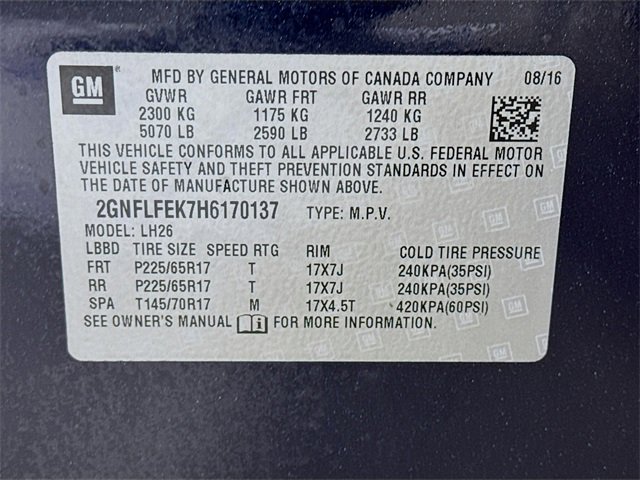 GM
MFD BY GENERAL MOTORS OF CANADA COMPANY 08/16
GVWR GAWR FRT GAWR RR
2300 KG 1175 KG 1240 KG
5070 LB 2590 LB 2733 LB
THIS VEHICLE CONFORMS TO ALL APPLICABLE U.S. FEDERAL MOTOR
VEHICLE SAFETY AND THEFT PREVENTION STANDARDS IN EFFECT ON
THE DATE OF MANUFACTURE SHOWN ABOVE.
2GNFLFEK7H6170137 TYPE: M.P.V.
MODEL: LH26
LBBD TIRE SIZE SPEED RTG RIM COLD TIRE PRESSURE
FRT P225/65R17 T 17X7J 240KPA(35PSI)
RR P225/65R17 T 17X7J 240KPA(35PSI)
SPA T145/70R17 M 17X4.5T 420KPA(60PSI)
SEE OWNER'S MANUAL FOR MORE INFORMATION.